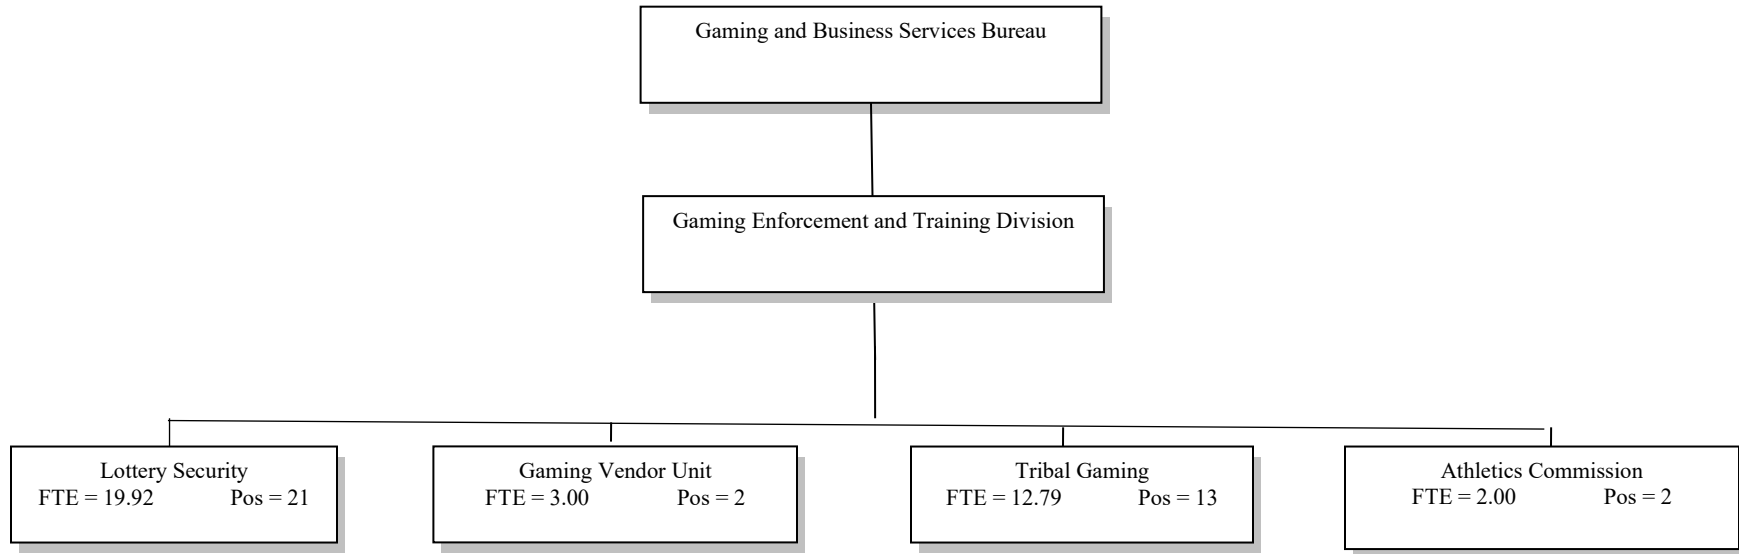 Gaming and Business Services Bureau
Gaming Enforcement and Training Division
Lottery Security
FTE = 19.92 Pos = 21
Gaming Vendor Unit
FTE = 3.00 Pos = 2
Tribal Gaming
FTE = 12.79 Pos = 13
Athletics Commission
FTE = 2.00 Pos = 2